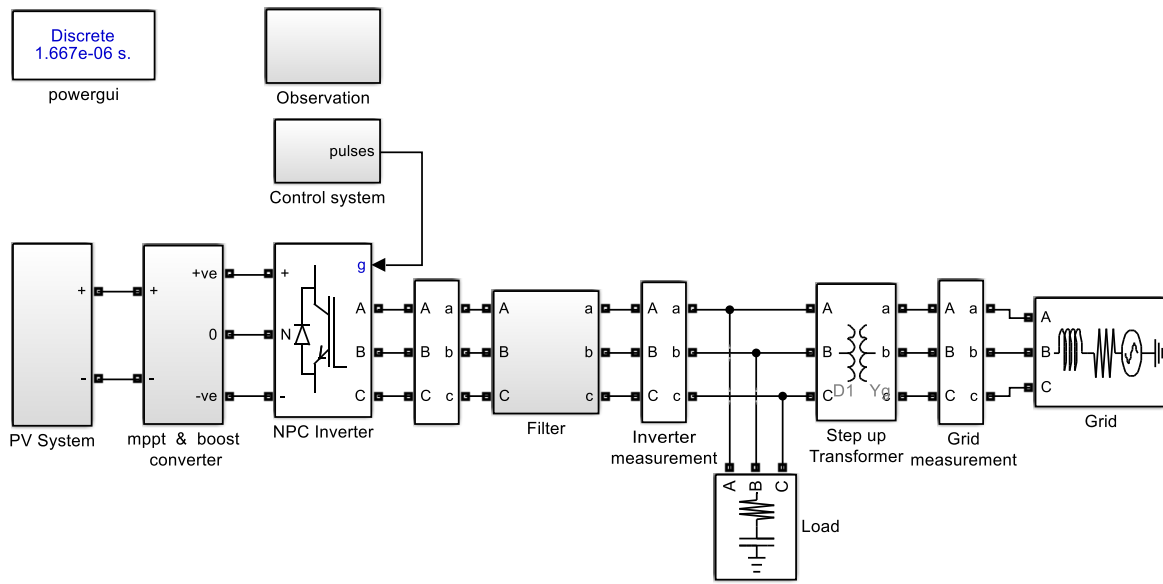 Discrete
1.667e-06 s.
powergui
Observation
pulses
Control system
+
-
PV System
+
-
+ve
0
-ve
mppt & boost
converter
+
N
-
g
A
B
C
NPC Inverter
A a
B b
C c
A a
B b
C c
Filter
A a
B b
C c
Inverter
measurement
A B C
Load
A a
B b
C c
D1 Yg
Step up
Transformer
A a
B b
C c
Grid
measurement
A
B
C
Grid